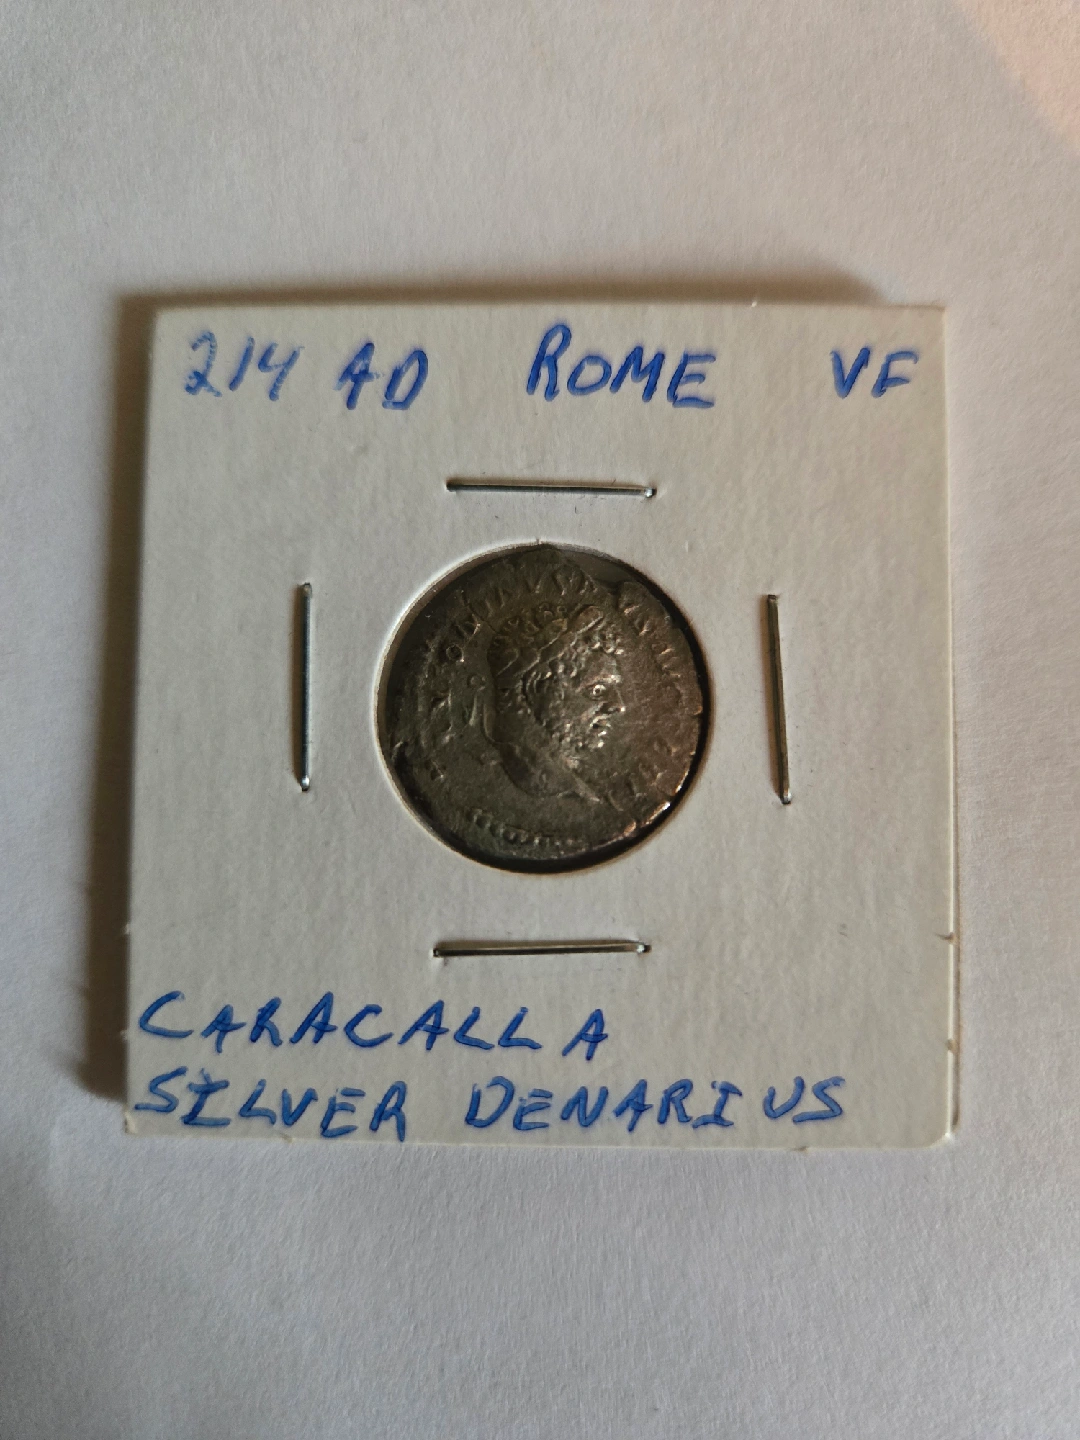 214 AD ROME VF
CARACALLA
SILVER DENARIUS